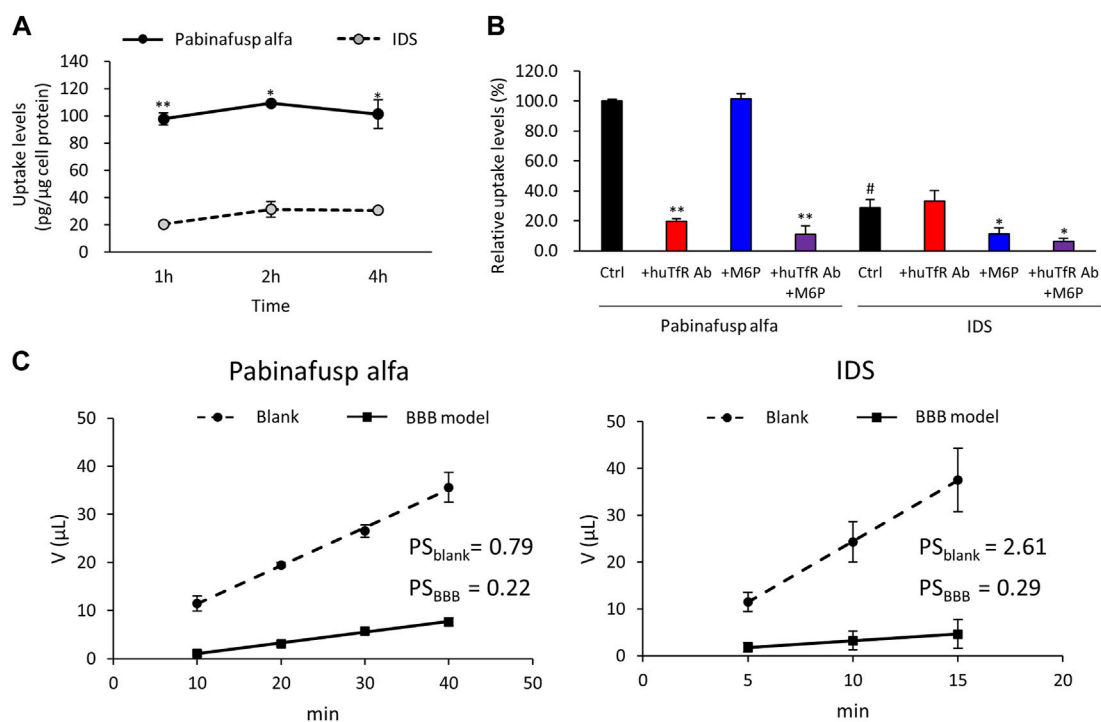 A
Pabinafusp alfa
IDS
Uptake levels
(pg/µg cell protein)
140
120
100
80
60
40
20
0
**
*
*
1h
2h
4h
Time
B
Relative uptake levels (%)
120.0
100.0
80.0
60.0
40.0
20.0
0.0
**
**
#
*
*
Ctrl
+huTfR Ab
+M6P
+huTfR Ab
+M6P
Ctrl
+huTfR Ab
+M6P
+huTfR Ab
+M6P
Pabinafusp alfa
IDS
C
Pabinafusp alfa
Blank
BBB model
V (µL)
50
40
30
20
10
0
PSblank= 0.79
PSBBB = 0.22
0
10
20
30
40
50
min
IDS
Blank
BBB model
V (µL)
50
40
30
20
10
0
PSblank = 2.61
PSBBB = 0.29
0
5
10
15
20
min